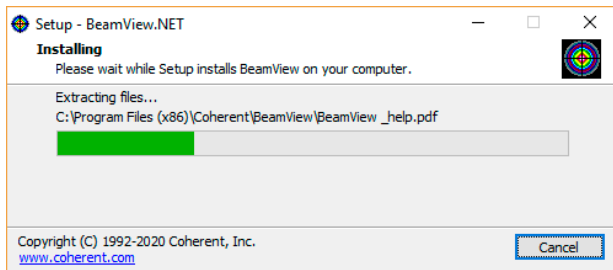 Setup - BeamView.NET
Installing
Please wait while Setup installs BeamView on your computer.
Extracting files...
C:\Program Files (x86)\Coherent\BeamView\BeamView _help.pdf
Copyright (C) 1992-2020 Coherent, Inc.
www.coherent.com
Cancel